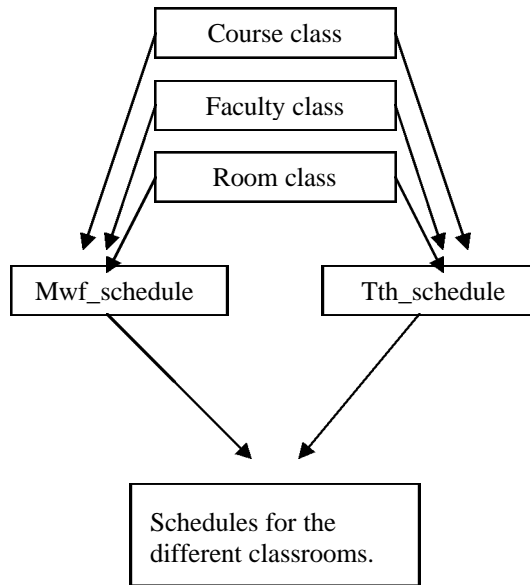 Course class
Faculty class
Room class
Mwf_schedule
Tth_schedule
Schedules for the
different classrooms.